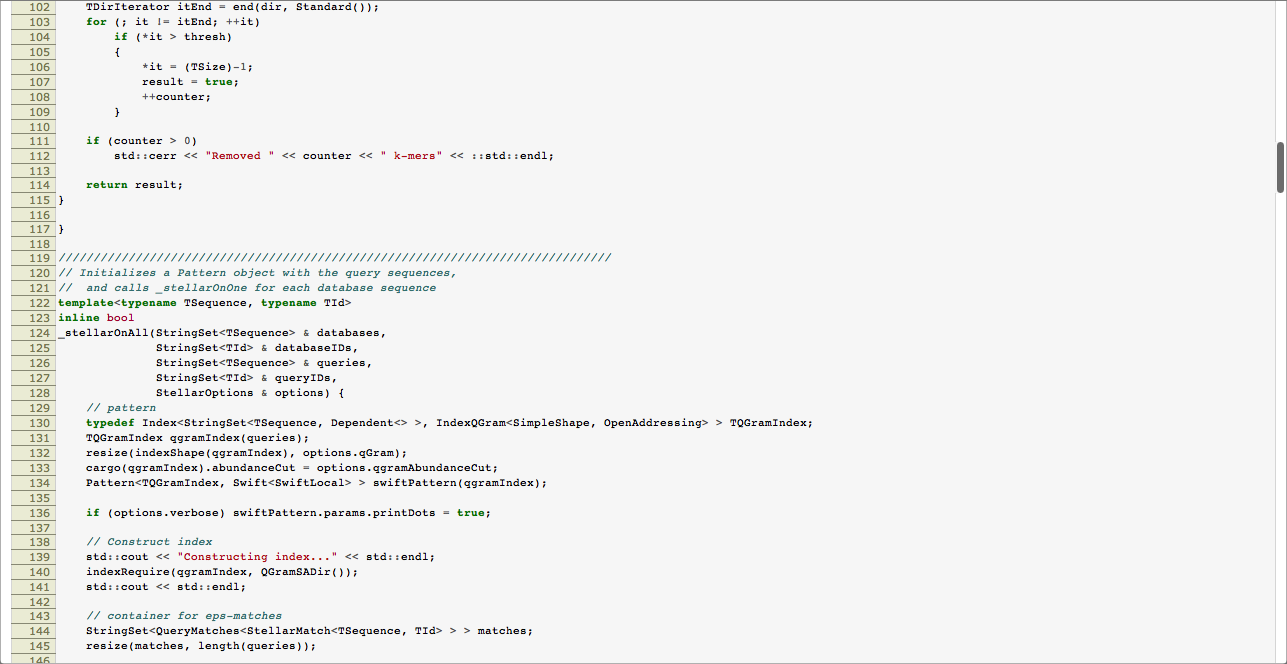 102 TDirIterator itEnd = end(dir, Standard());
103 for (; it != itEnd; ++it)
104 if (*it > thresh)
105 {
106 *it = (TSize)-1;
107 result = true;
108 ++counter;
109 }
110
111 if (counter > 0)
112 std::cerr << "Removed " << counter << " k-mers" << ::std::endl;
113
114 return result;
115 }
116
117 }
118
119 ///////////////////////////////////////////////////////////////////////////////
120 // Initializes a Pattern object with the query sequences,
121 //  and calls _stellarOnOne for each database sequence
122 template<typename TSequence, typename TId>
123 inline bool
124 _stellarOnAll(StringSet<TSequence> & databases,
125 StringSet<TId> & databaseIDs,
126 StringSet<TSequence> & queries,
127 StringSet<TId> & queryIDs,
128 StellarOptions & options) {
129 // pattern
130 typedef Index<StringSet<TSequence, Dependent<> >, IndexQGram<SimpleShape, OpenAddressing> > TQGramIndex;
131 TQGramIndex qgramIndex(queries);
132 resize(indexShape(qgramIndex), options.qGram);
133 cargo(qgramIndex).abundanceCut = options.qgramAbundanceCut;
134 Pattern<TQGramIndex, Swift<SwiftLocal> > swiftPattern(qgramIndex);
135
136 if (options.verbose) swiftPattern.params.printDots = true;
137
138 // Construct index
139 std::cout << "Constructing index..." << std::endl;
140 indexRequire(qgramIndex, QGramSADir());
141 std::cout << std::endl;
142
143 // container for eps-matches
144 StringSet<QueryMatches<StellarMatch<TSequence, TId> > > matches;
145 resize(matches, length(queries));
146